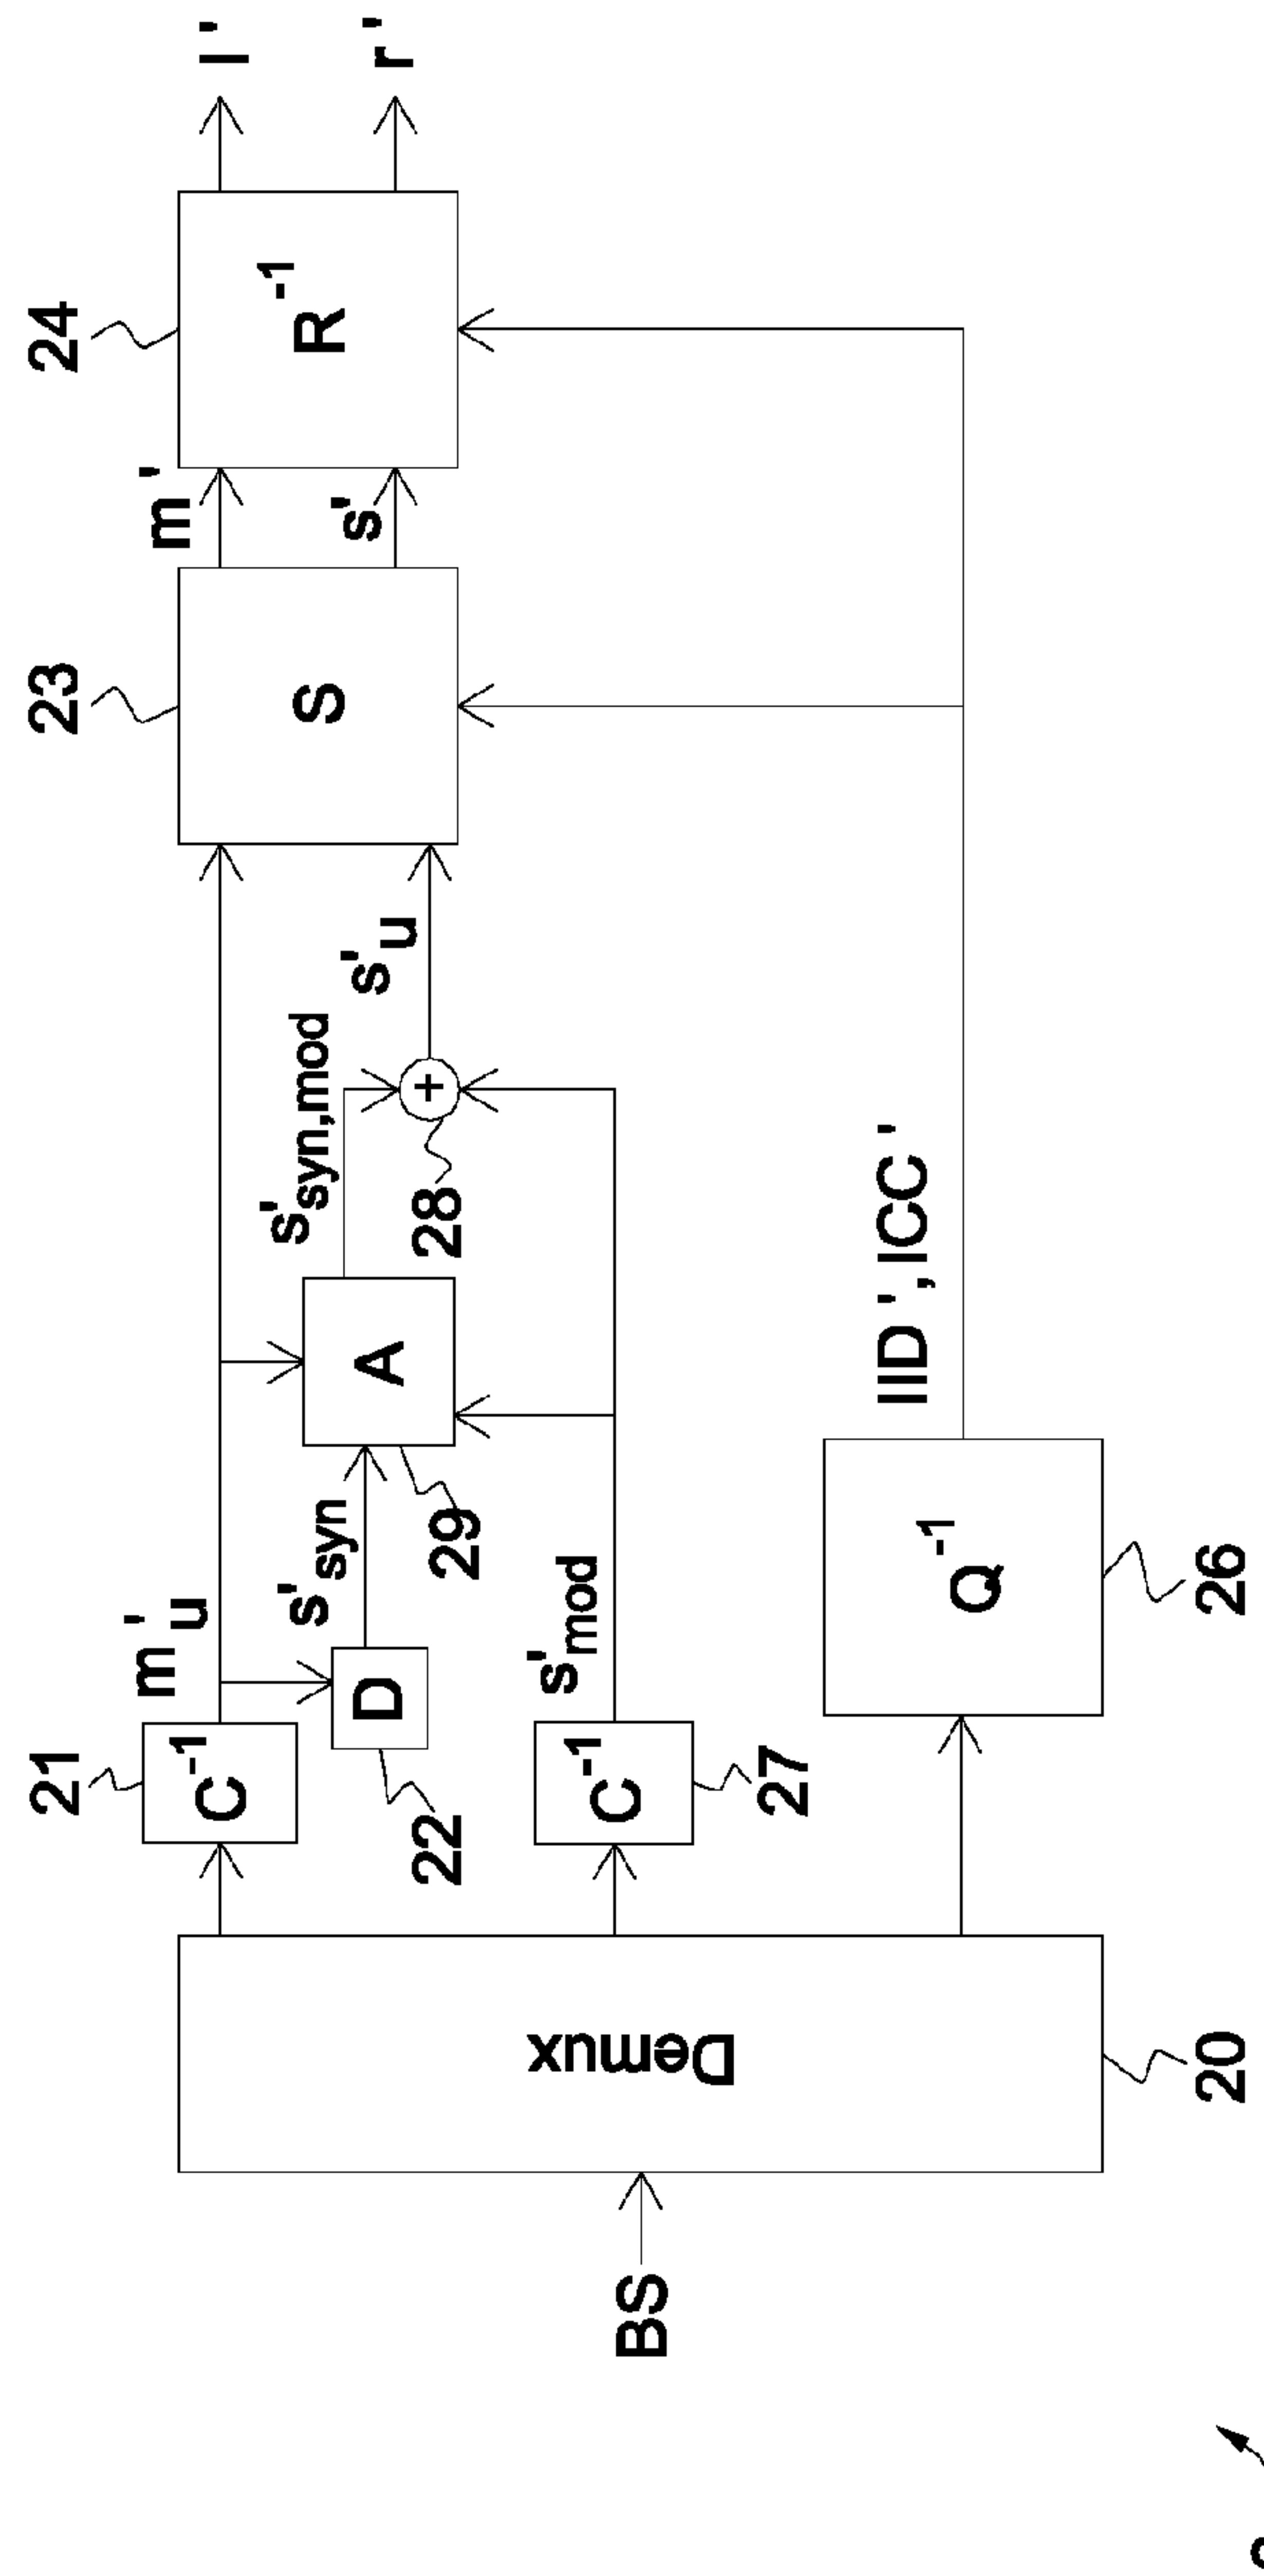 l'
r'
24
R⁻¹
m'
s'
23
S
s'u
s'syn,mod
+
28
A
29
s'syn
IID', ICC'
m'u
D
22
s'mod
Q⁻¹
26
21
C⁻¹
C⁻¹
27
Demux
20
BS